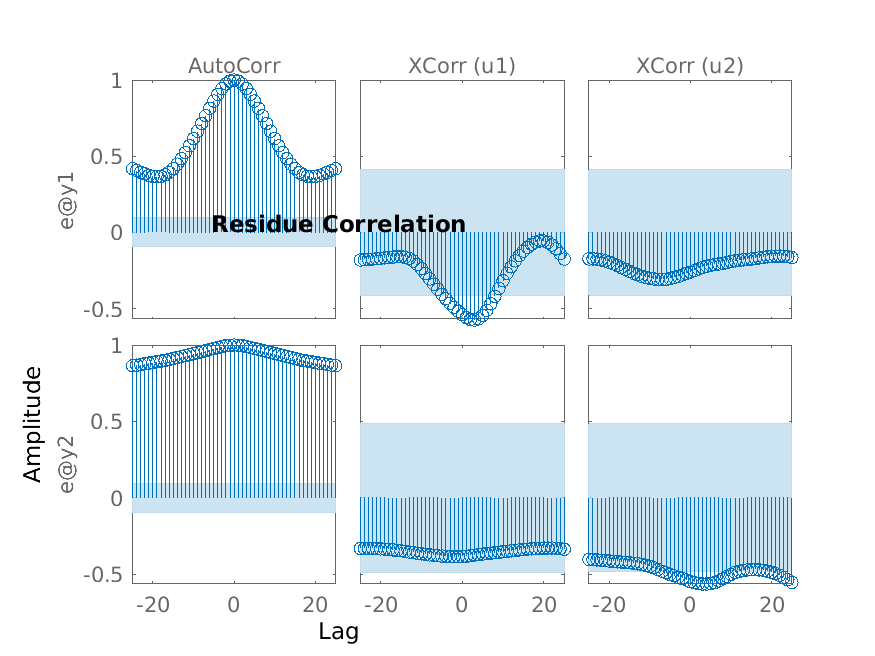 AutoCorr
XCorr (u1)
XCorr (u2)
Residue Correlation
e@y1
1
0.5
0
-0.5
Amplitude
e@y2
1
0.5
0
-0.5
-20 0 20
-20 0 20
-20 0 20
Lag